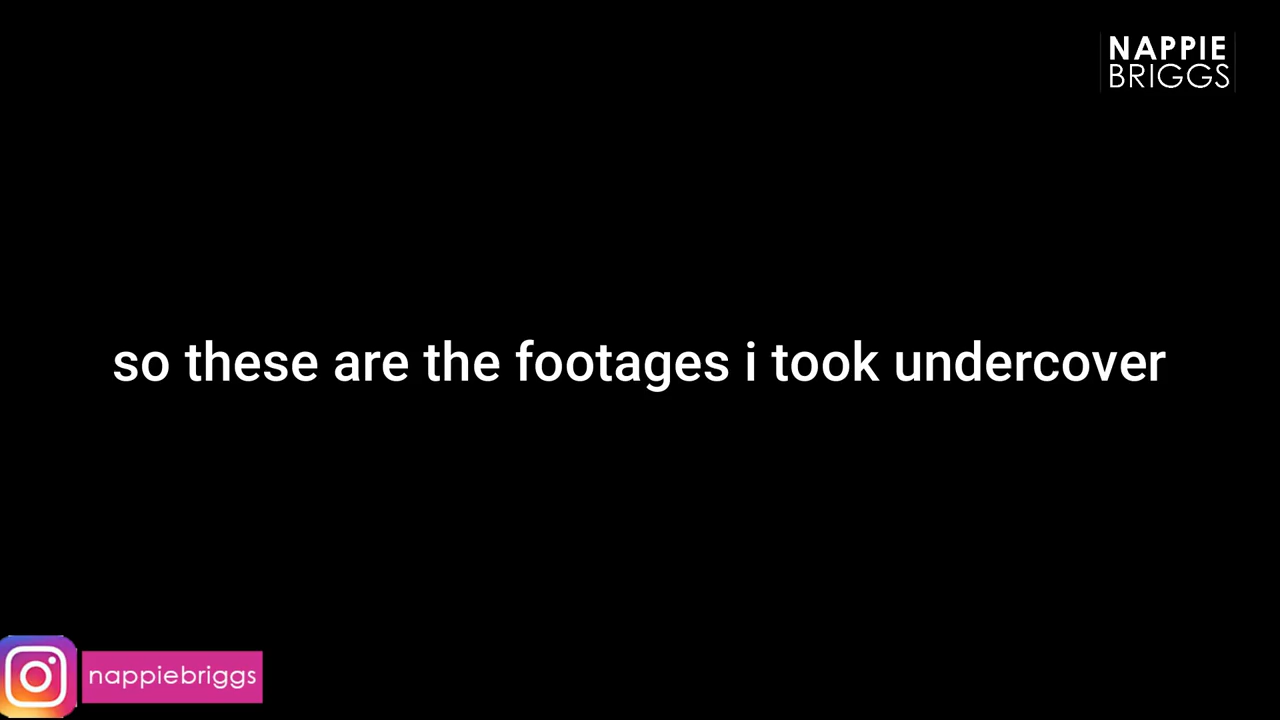 NAPPIE
BRIGGS
so these are the footages i took undercover
nappiebriggs